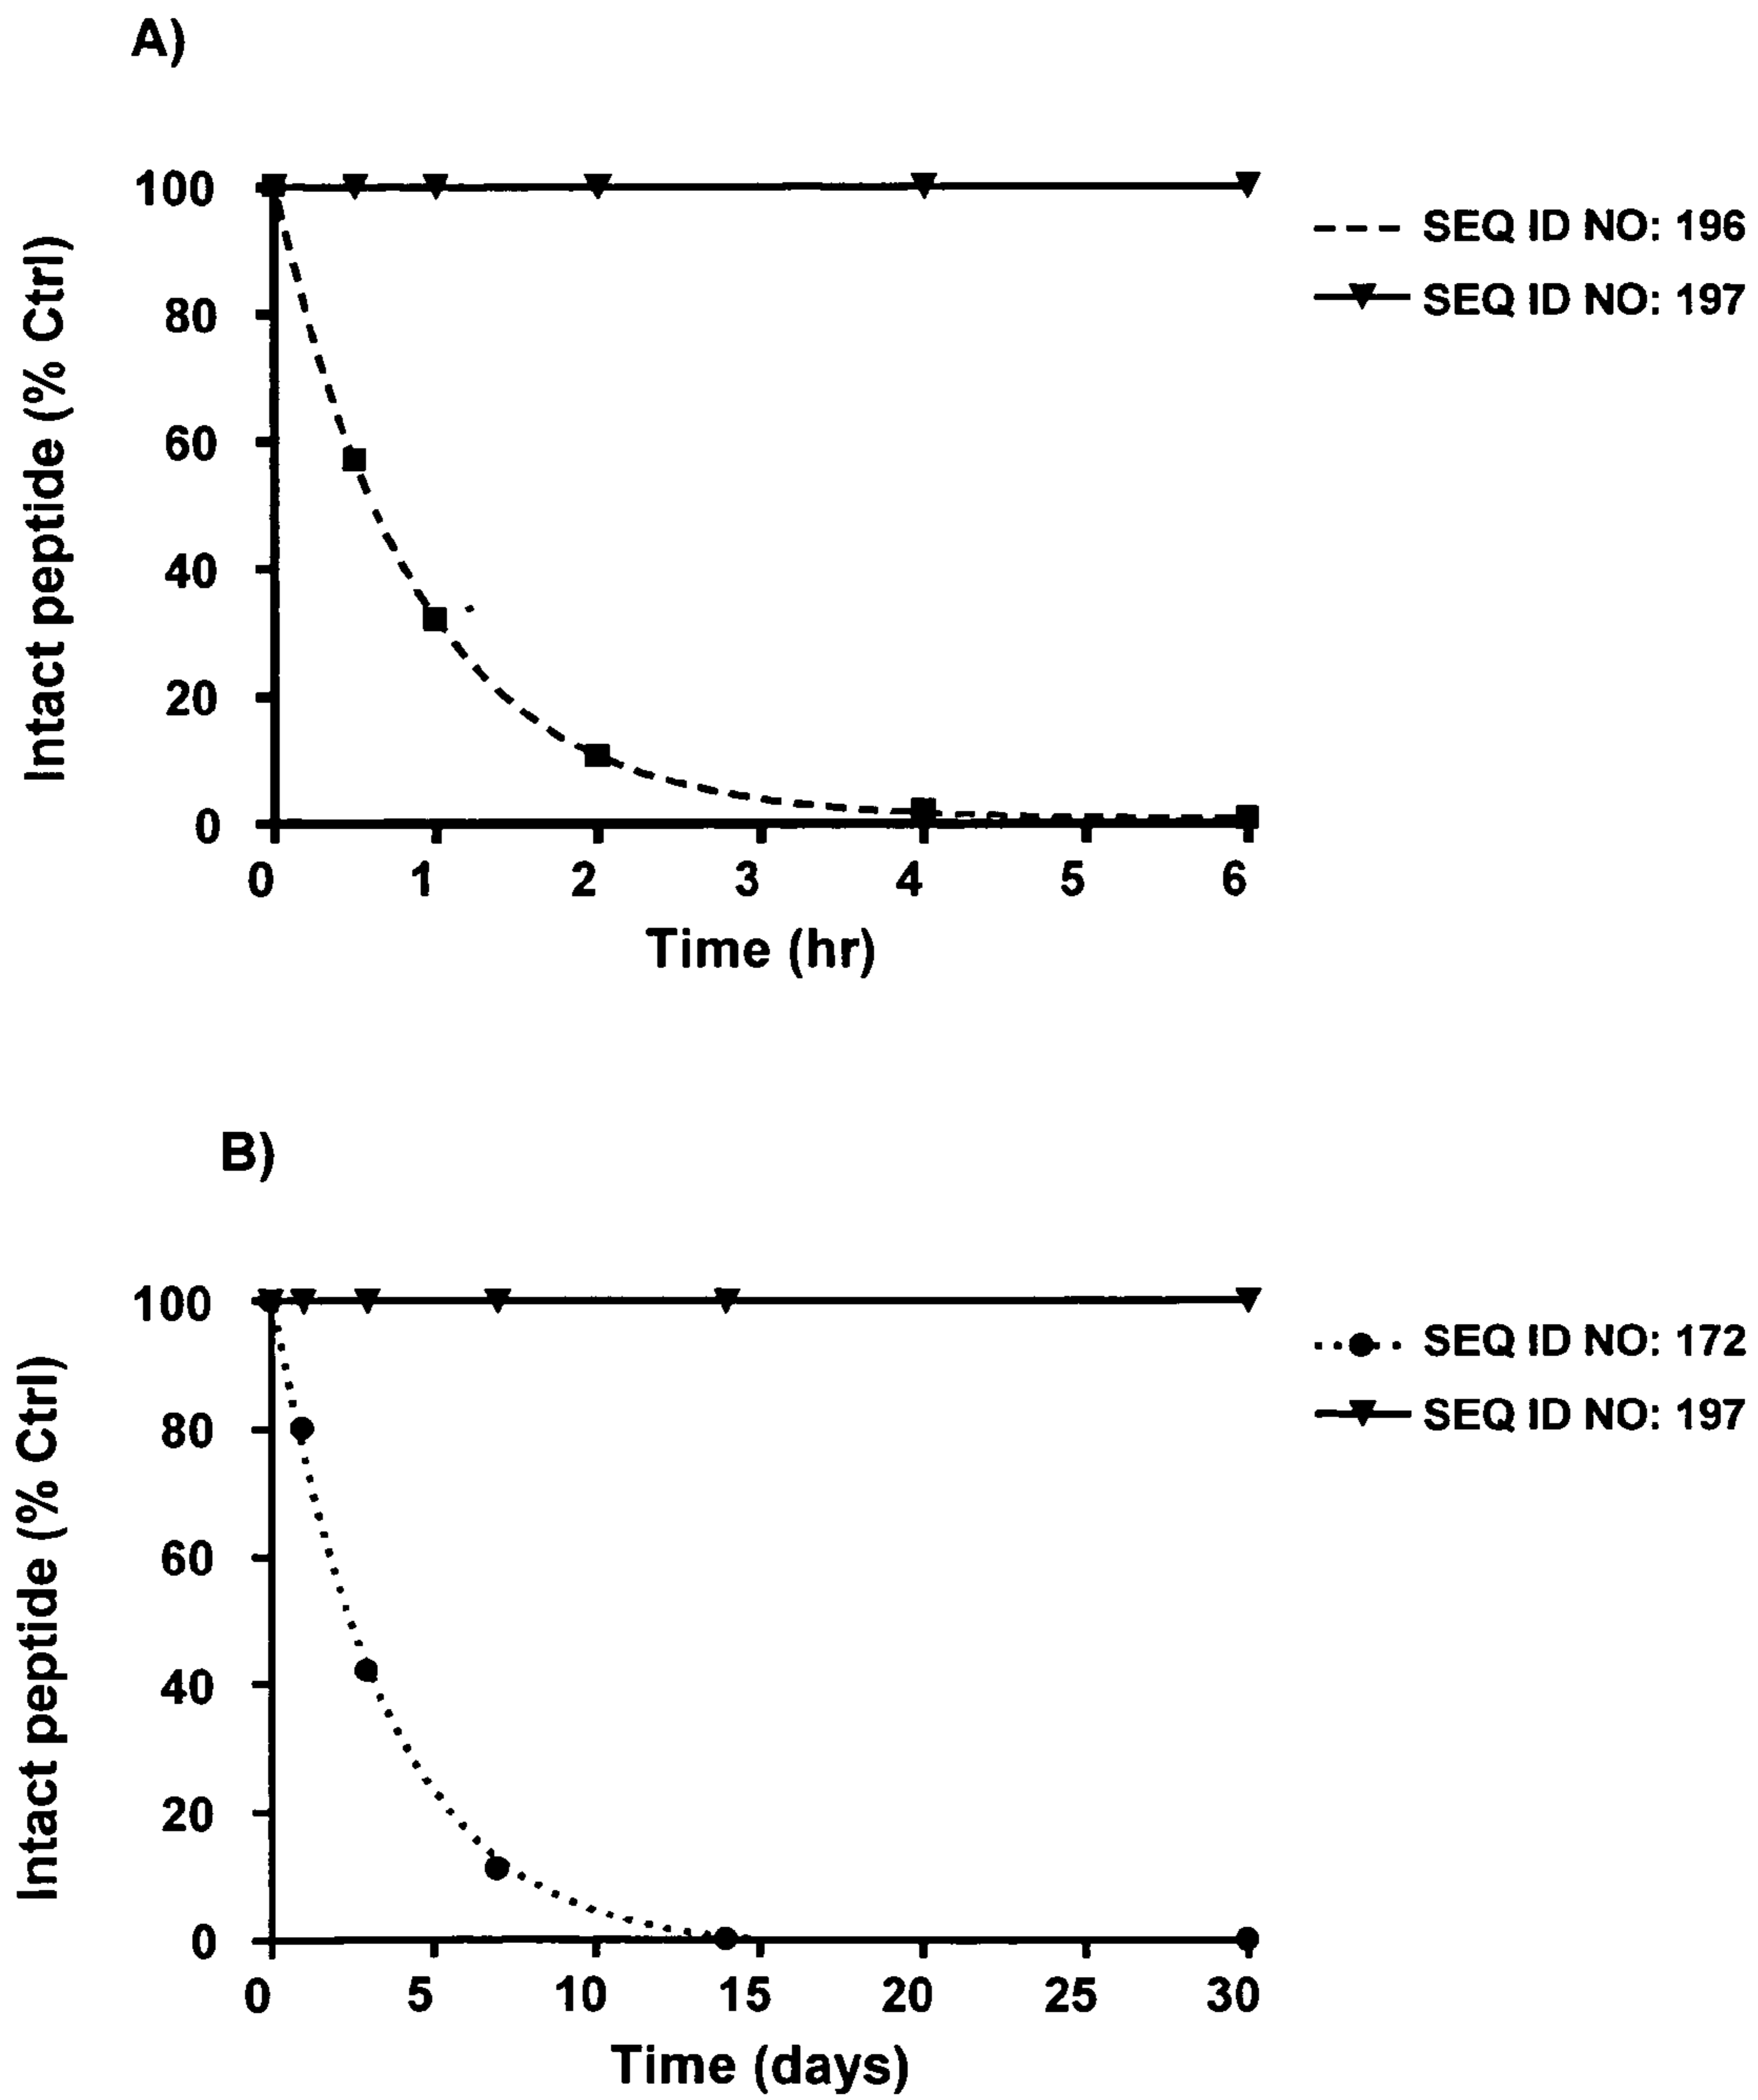 A)
Intact peptide (% Ctrl)
100
80
60
40
20
0
0 1 2 3 4 5 6
Time (hr)
SEQ ID NO: 196
SEQ ID NO: 197
B)
Intact peptide (% Ctrl)
100
80
60
40
20
0
0 5 10 15 20 25 30
Time (days)
SEQ ID NO: 172
SEQ ID NO: 197